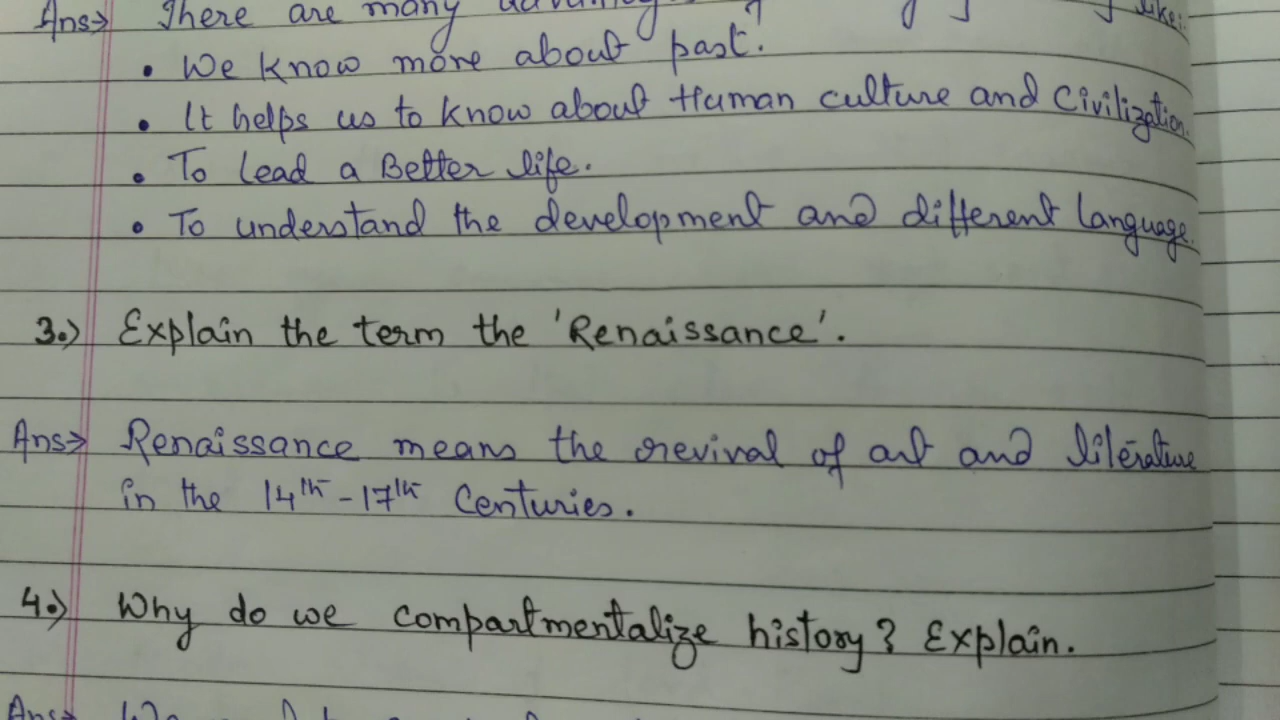 Ans⇒ There are many like:
• We know more about past.
• It helps us to know about Human culture and Civilization.
• To lead a Better life.
• To understand the development and different language.
3.) Explain the term the 'Renaissance'.
Ans⇒ Renaissance means the revival of art and literature
in the 14th - 17th Centuries.
4.) Why do we compartmentalize history? Explain.
Ans⇒